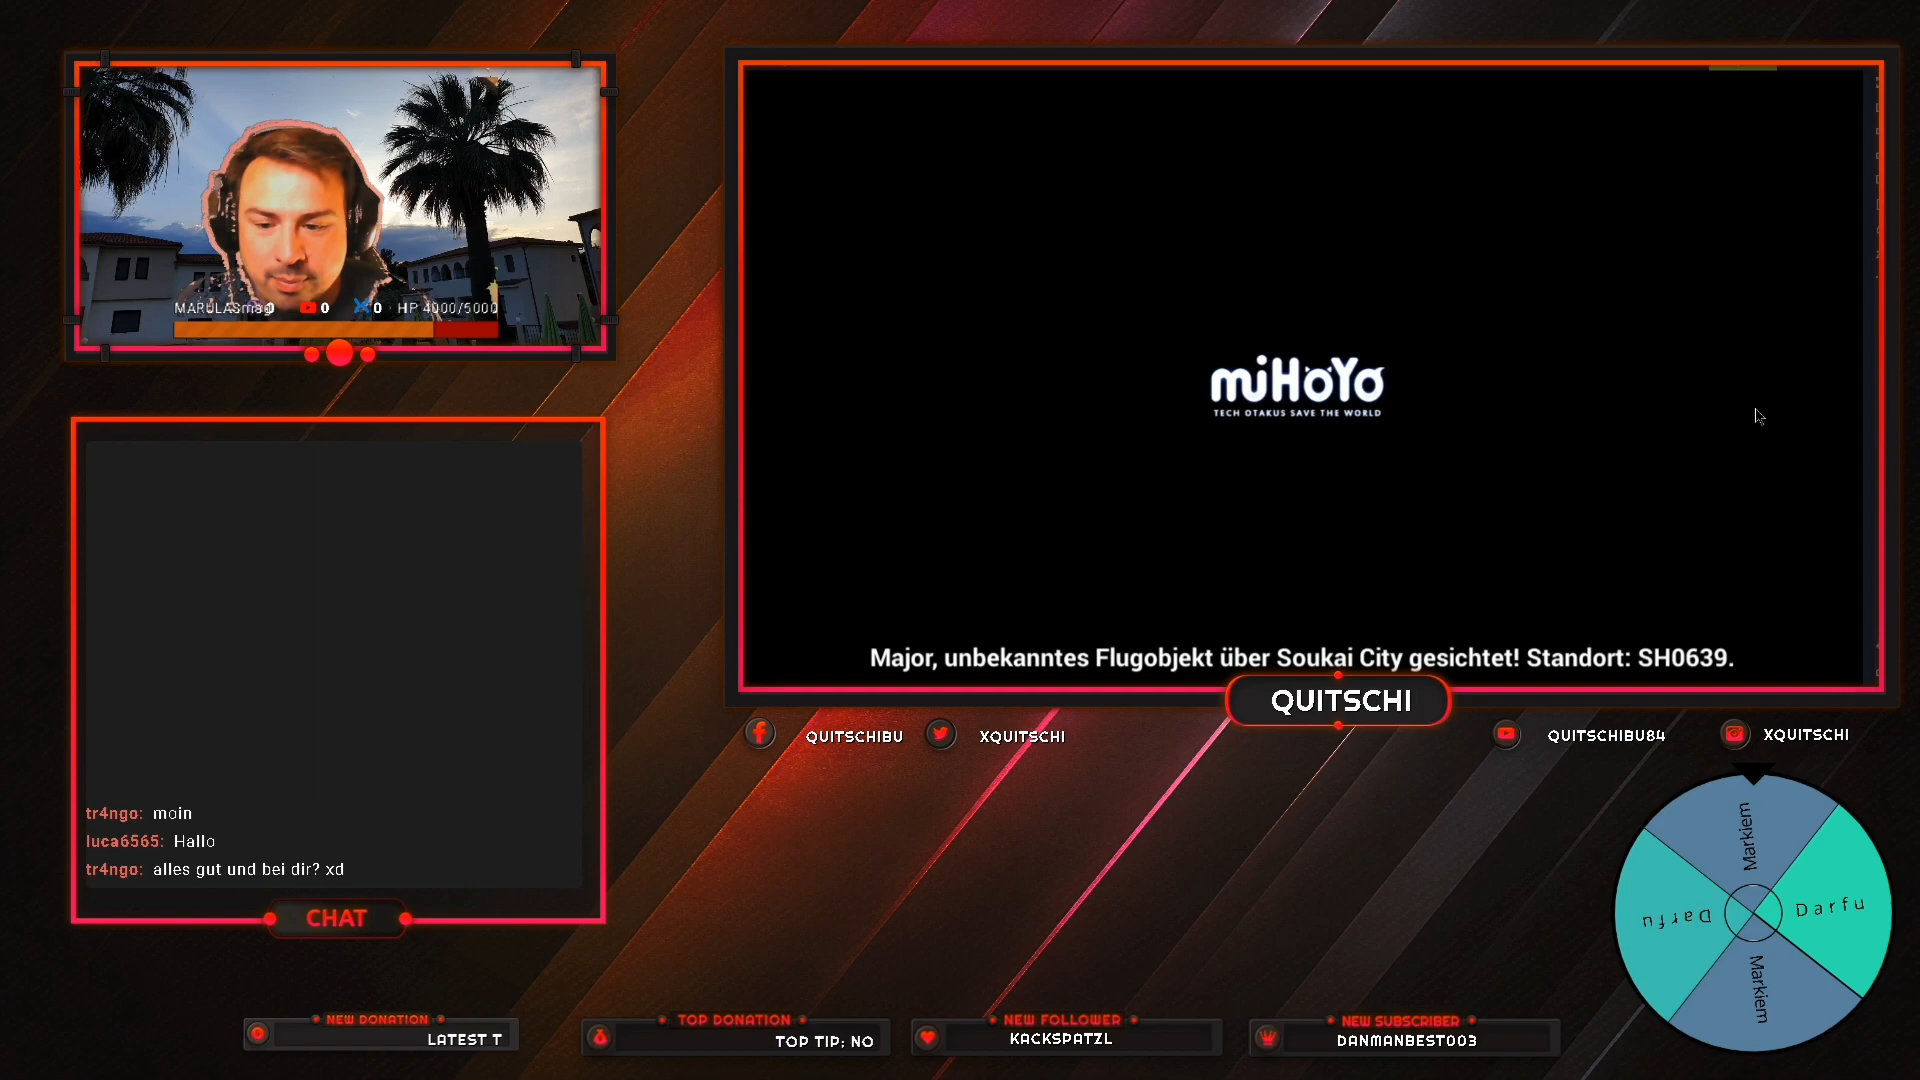 MARULASmag
0
0
0 · HP 4000/5000
miHoYo
TECH OTAKUS SAVE THE WORLD
Major, unbekanntes Flugobjekt über Soukai City gesichtet! Standort: SH0639.
QUITSCHI
QUITSCHIBU
XQUITSCHI
QUITSCHIBU84
XQUITSCHI
tr4ngo: moin
luca6565: Hallo
tr4ngo: alles gut und bei dir? xd
CHAT
Markiem
Darfu
Markiem
Darfu
NEW DONATION
LATEST T
TOP DONATION
TOP TIP: NO
NEW FOLLOWER
KACKSPATZL
NEW SUBSCRIBER
DANMANBEST003